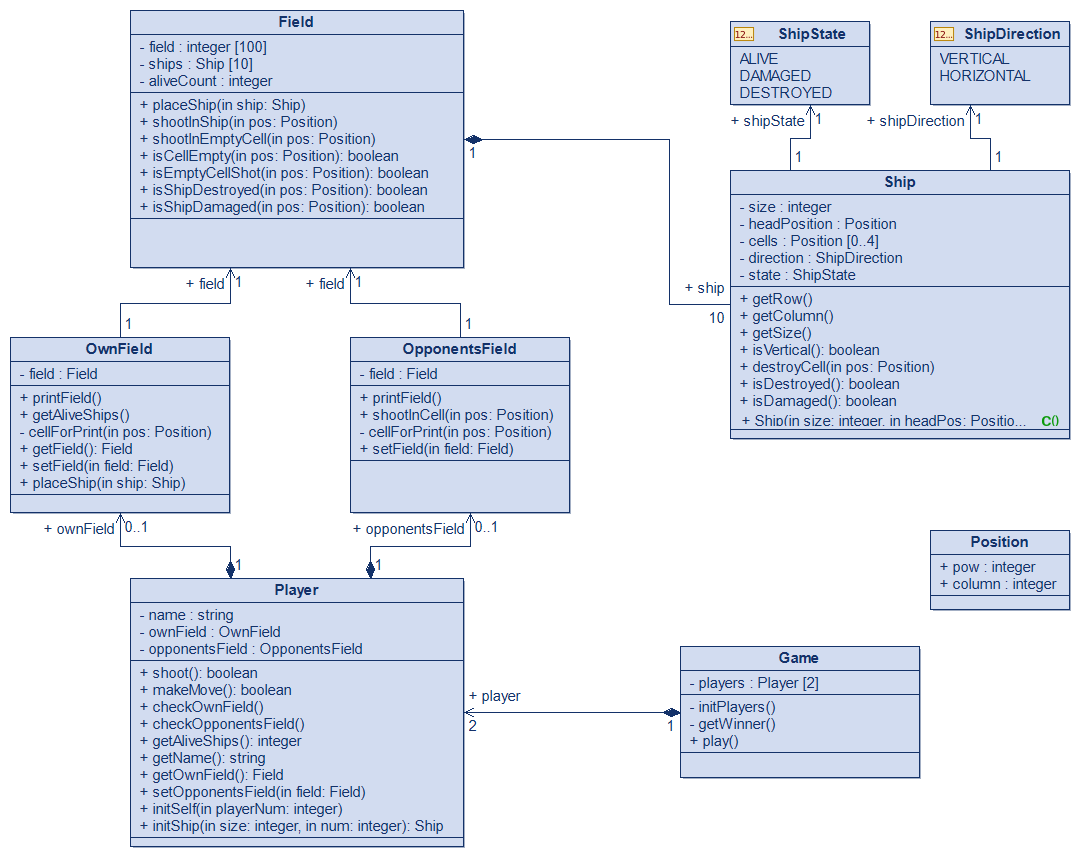 Field
- field : integer [100]
- ships : Ship [10]
- aliveCount : integer
+ placeShip(in ship: Ship)
+ shootInShip(in pos: Position)
+ shootInEmptyCell(in pos: Position)
+ isCellEmpty(in pos: Position): boolean
+ isEmptyCellShot(in pos: Position): boolean
+ isShipDestroyed(in pos: Position): boolean
+ isShipDamaged(in pos: Position): boolean
1
12... ShipState
ALIVE
DAMAGED
DESTROYED
12... ShipDirection
VERTICAL
HORIZONTAL
+ shipState 1
+ shipDirection 1
1
1
Ship
- size : integer
- headPosition : Position
- cells : Position [0..4]
- direction : ShipDirection
- state : ShipState
+ getRow()
+ getColumn()
+ getSize()
+ isVertical(): boolean
+ destroyCell(in pos: Position)
+ isDestroyed(): boolean
+ isDamaged(): boolean
+ Ship(in size: integer, in headPos: Positio... C()
+ ship
10
+ field 1
+ field 1
1
1
OwnField
- field : Field
+ printField()
+ getAliveShips()
- cellForPrint(in pos: Position)
+ getField(): Field
+ setField(in field: Field)
+ placeShip(in ship: Ship)
OpponentsField
- field : Field
+ printField()
+ shootInCell(in pos: Position)
- cellForPrint(in pos: Position)
+ setField(in field: Field)
+ ownField 0..1
+ opponentsField 0..1
1
1
Player
- name : string
- ownField : OwnField
- opponentsField : OpponentsField
+ shoot(): boolean
+ makeMove(): boolean
+ checkOwnField()
+ checkOpponentsField()
+ getAliveShips(): integer
+ getName(): string
+ getOwnField(): Field
+ setOpponentsField(in field: Field)
+ initSelf(in playerNum: integer)
+ initShip(in size: integer, in num: integer): Ship
+ player
2
1
Position
+ pow : integer
+ column : integer
Game
- players : Player [2]
- initPlayers()
- getWinner()
+ play()